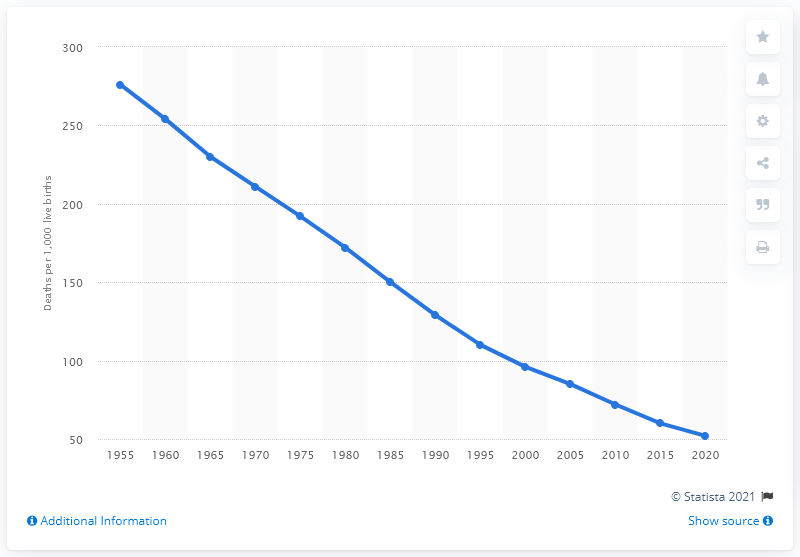 300
250
200
150
100
50
Deaths per 1,000 live births
1955 1960 1965 1970 1975 1980 1985 1990 1995 2000 2005 2010 2015 2020
© Statista 2021
Additional Information
Show source